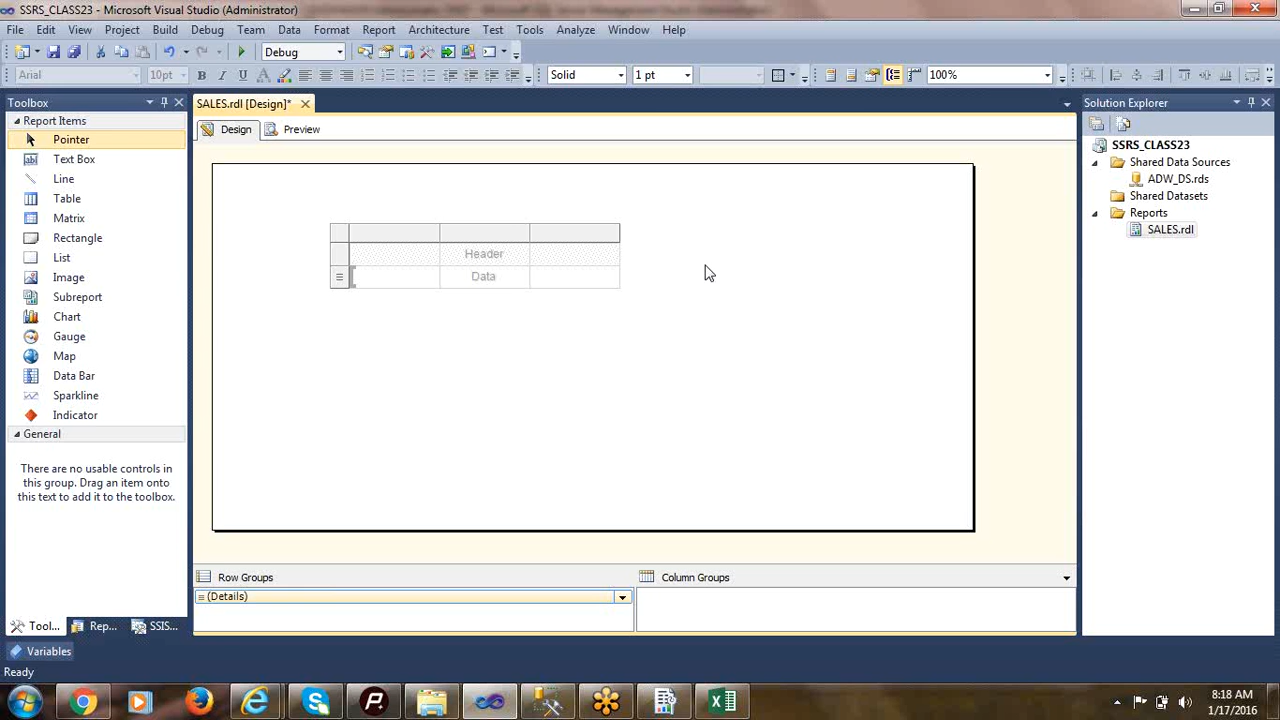 SSRS_CLASS23 - Microsoft Visual Studio (Administrator)
File Edit View Project Build Debug Team Data Format Report Architecture Test Tools Analyze Window Help
Debug
Arial 10pt B I U A Solid 1 pt 100%
Toolbox
Report Items
Pointer
Text Box
Line
Table
Matrix
Rectangle
List
Image
Subreport
Chart
Gauge
Map
Data Bar
Sparkline
Indicator
General
There are no usable controls in
this group. Drag an item onto
this text to add it to the toolbox.
Tool... Rep... SSIS...
SALES.rdl [Design]*
Design Preview
Header
Data
Row Groups
(Details)
Column Groups
Solution Explorer
SSRS_CLASS23
Shared Data Sources
ADW_DS.rds
Shared Datasets
Reports
SALES.rdl
Variables
Ready
8:18 AM
1/17/2016